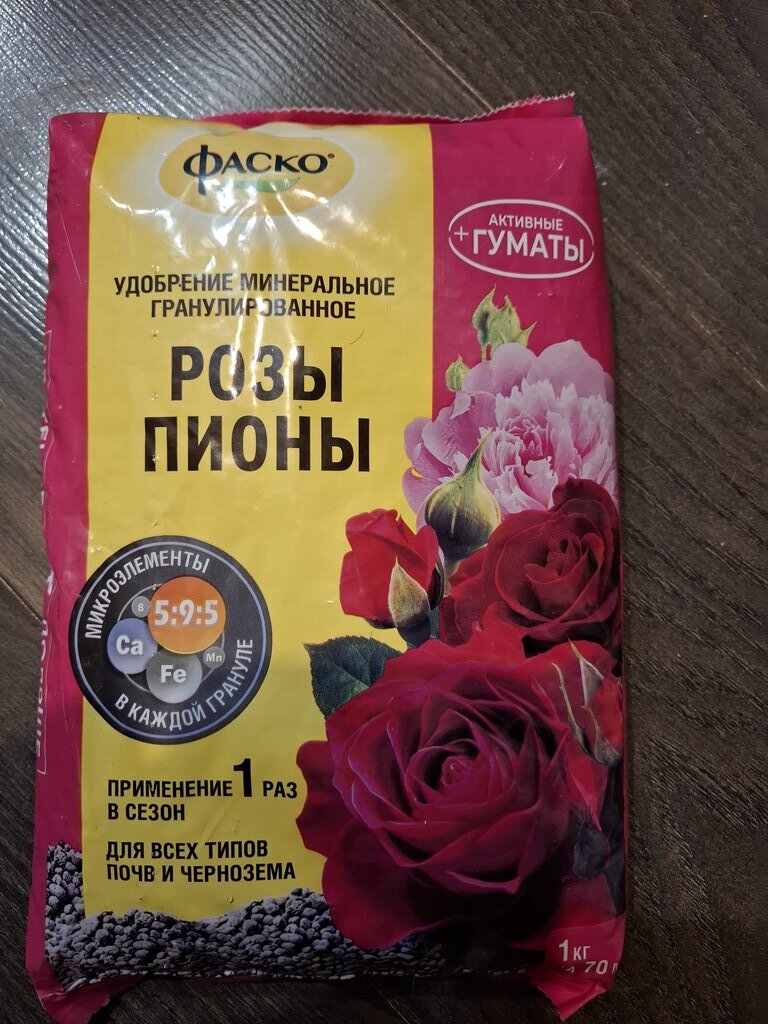 ФАСКО®
АКТИВНЫЕ
+ГУМАТЫ
УДОБРЕНИЕ МИНЕРАЛЬНОЕ
ГРАНУЛИРОВАННОЕ
РОЗЫ
ПИОНЫ
МИКРОЭЛЕМЕНТЫ
B
5:9:5
Ca
Mn
Fe
В КАЖДОЙ ГРАНУЛЕ
ПРИМЕНЕНИЕ 1 РАЗ
В СЕЗОН
ДЛЯ ВСЕХ ТИПОВ
ПОЧВ И ЧЕРНОЗЕМА
1 КГ
70